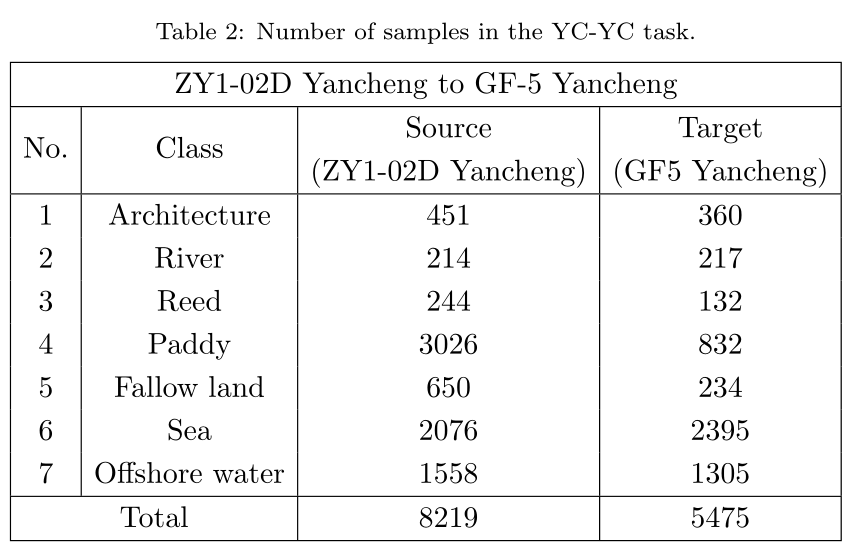 Table 2: Number of samples in the YC-YC task.
ZY1-02D Yancheng to GF-5 Yancheng
No. Class Source (ZY1-02D Yancheng) Target (GF5 Yancheng)
1 Architecture 451 360
2 River 214 217
3 Reed 244 132
4 Paddy 3026 832
5 Fallow land 650 234
6 Sea 2076 2395
7 Offshore water 1558 1305
Total 8219 5475